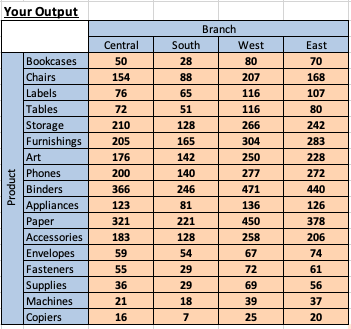 Your Output
Branch
Central South West East
Product
Bookcases 50 28 80 70
Chairs 154 88 207 168
Labels 76 65 116 107
Tables 72 51 116 80
Storage 210 128 266 242
Furnishings 205 165 304 283
Art 176 142 250 228
Phones 200 140 277 272
Binders 366 246 471 440
Appliances 123 81 136 126
Paper 321 221 450 378
Accessories 183 128 258 206
Envelopes 59 54 67 74
Fasteners 55 29 72 61
Supplies 36 29 69 56
Machines 21 18 39 37
Copiers 16 7 25 20